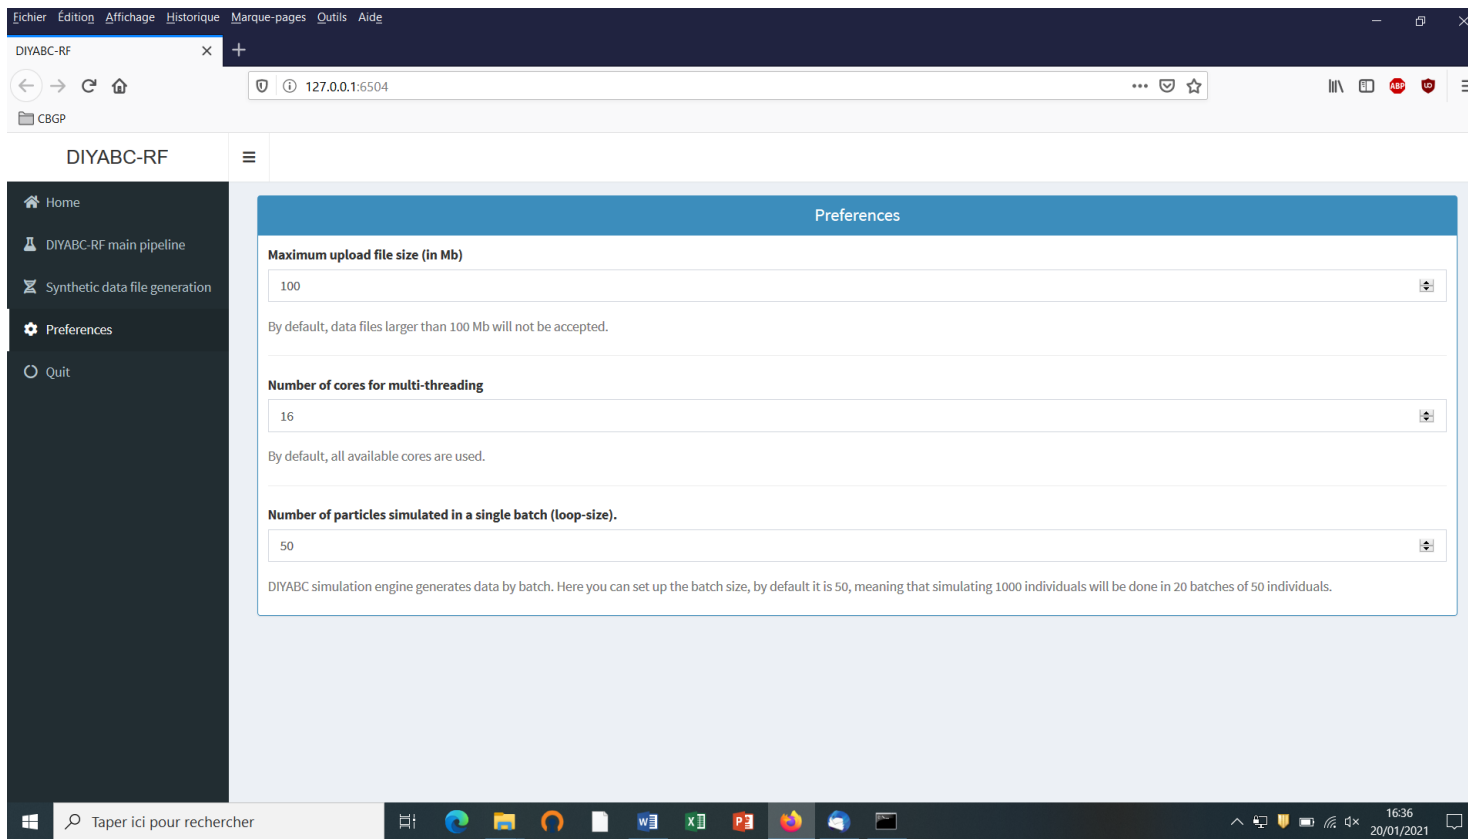 Fichier Édition Affichage Historique Marque-pages Outils Aide
DIYABC-RF
127.0.0.1:6504
ABP
CBGP
DIYABC-RF
Home
DIYABC-RF main pipeline
Synthetic data file generation
Preferences
Quit
Preferences
Maximum upload file size (in Mb)
100
By default, data files larger than 100 Mb will not be accepted.
Number of cores for multi-threading
16
By default, all available cores are used.
Number of particles simulated in a single batch (loop-size).
50
DIYABC simulation engine generates data by batch. Here you can set up the batch size, by default it is 50, meaning that simulating 1000 individuals will be done in 20 batches of 50 individuals.
Taper ici pour rechercher
16:36
20/01/2021